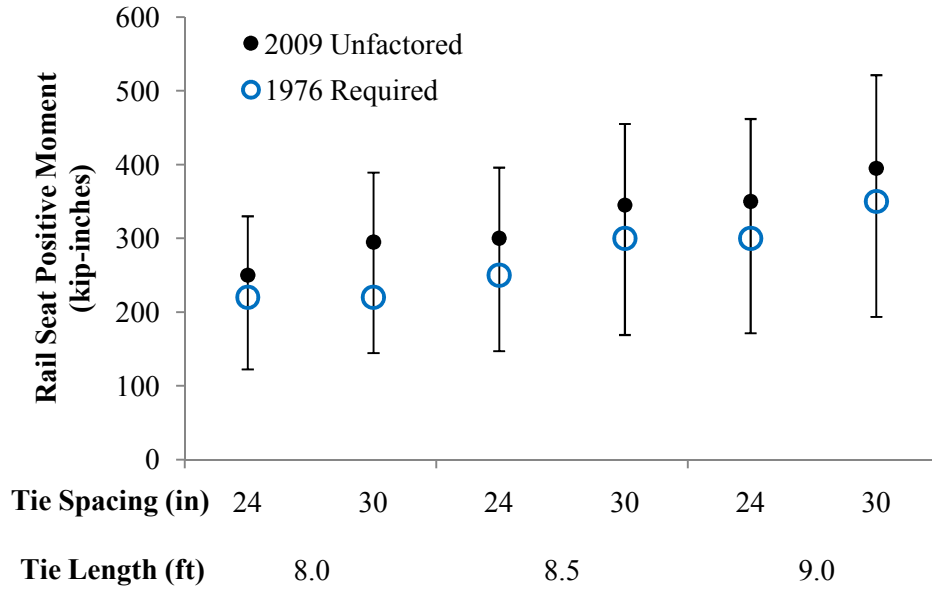 600
2009 Unfactored
1976 Required
500
400
300
200
100
0
Rail Seat Positive Moment
(kip-inches)
Tie Spacing (in) 24 30 24 30 24 30
Tie Length (ft) 8.0 8.5 9.0